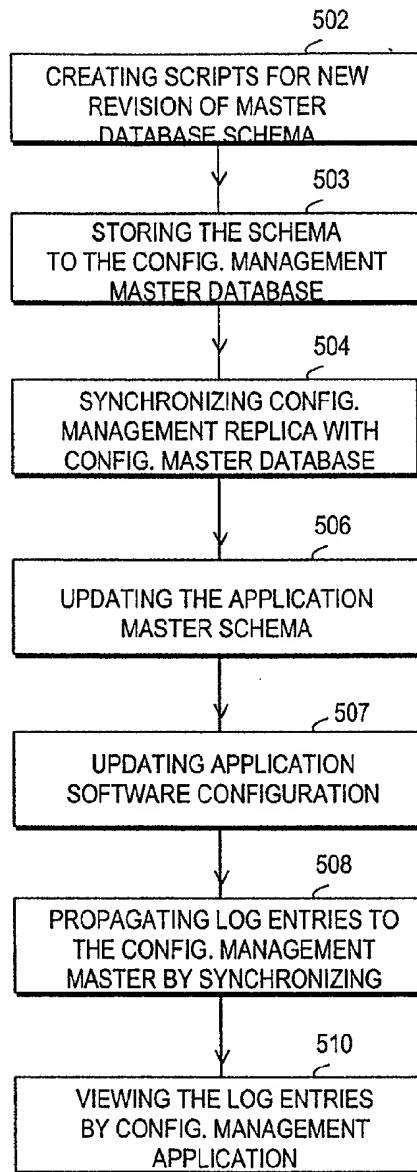 502
CREATING SCRIPTS FOR NEW
REVISION OF MASTER
DATABASE SCHEMA
503
STORING THE SCHEMA
TO THE CONFIG. MANAGEMENT
MASTER DATABASE
504
SYNCHRONIZING CONFIG.
MANAGEMENT REPLICA WITH
CONFIG. MASTER DATABASE
506
UPDATING THE APPLICATION
MASTER SCHEMA
507
UPDATING APPLICATION
SOFTWARE CONFIGURATION
508
PROPAGATING LOG ENTRIES TO
THE CONFIG. MANAGEMENT
MASTER BY SYNCHRONIZING
510
VIEWING THE LOG ENTRIES
BY CONFIG. MANAGEMENT
APPLICATION